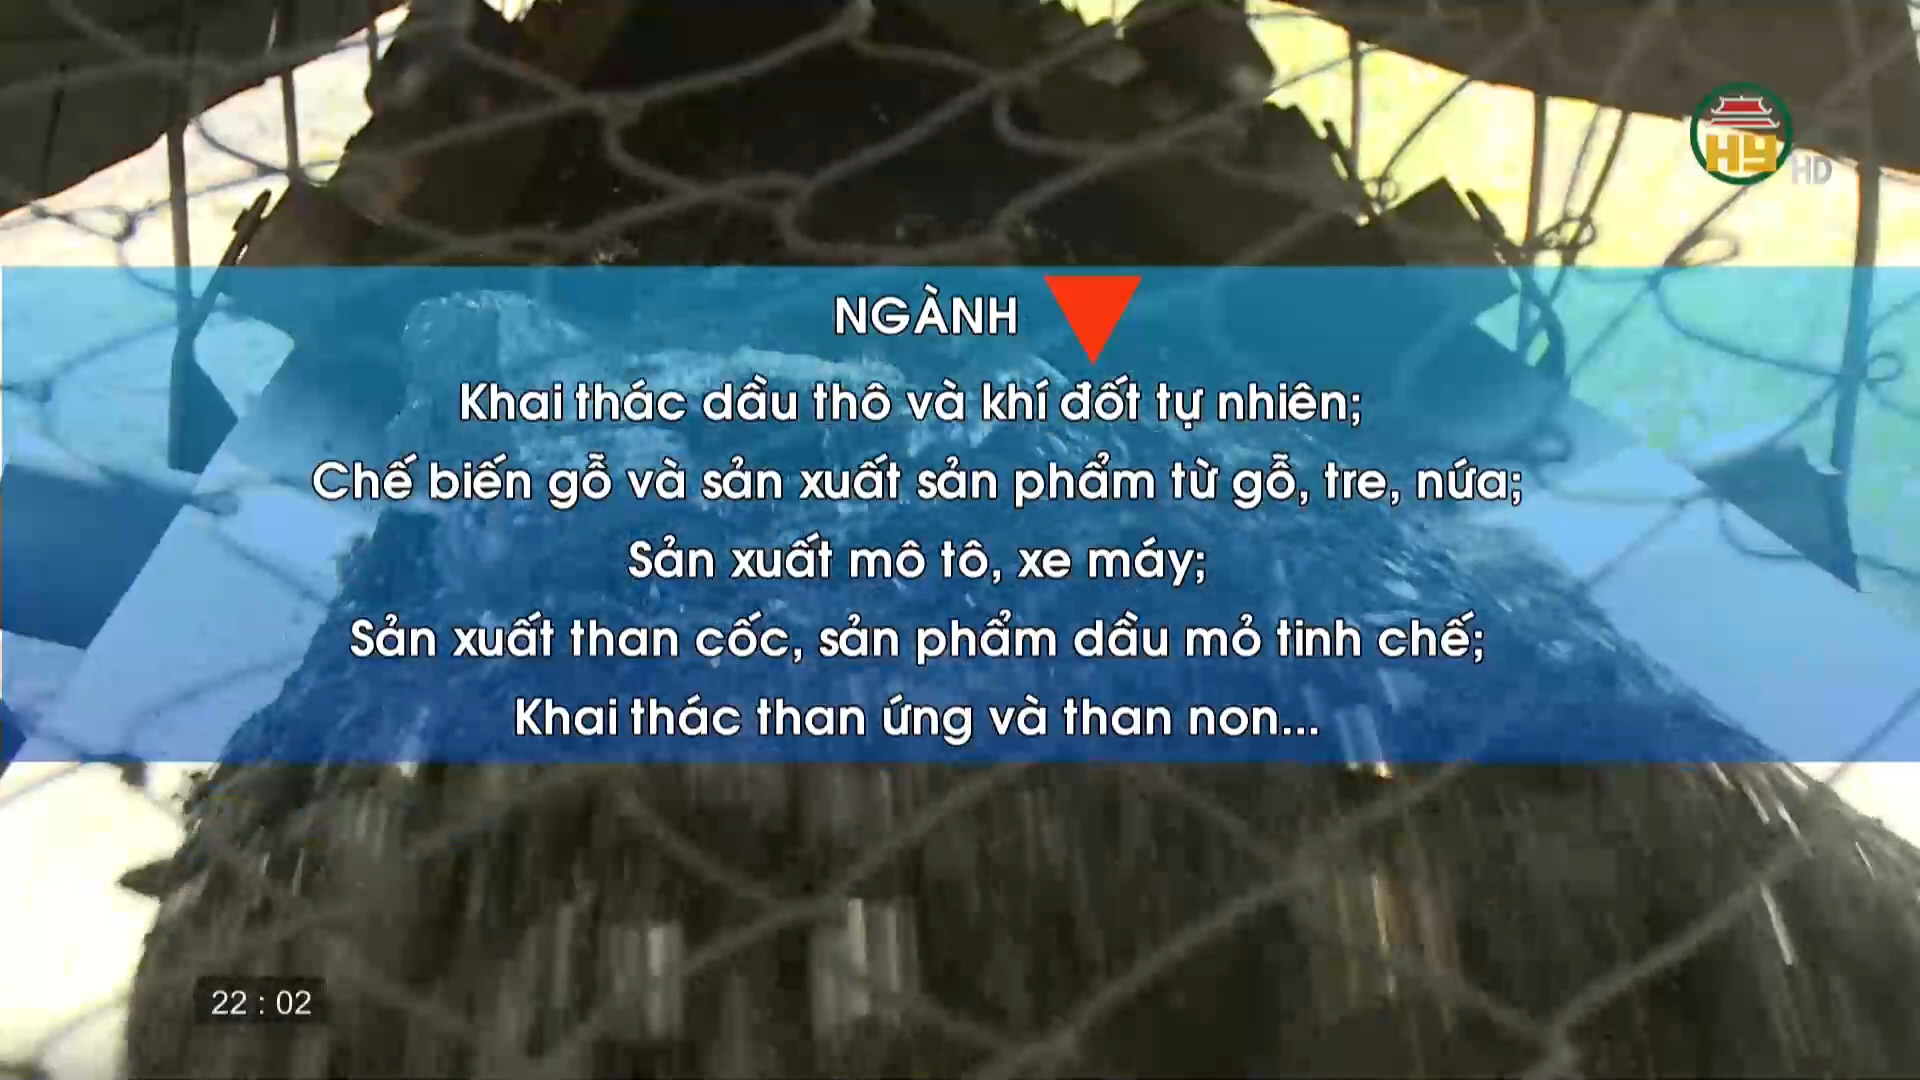 HY HD
NGÀNH
Khai thác dầu thô và khí đốt tự nhiên;
Chế biến gỗ và sản xuất sản phẩm từ gỗ, tre, nứa;
Sản xuất mô tô, xe máy;
Sản xuất than cốc, sản phẩm dầu mỏ tinh chế;
Khai thác than ứng và than non...
22 : 02